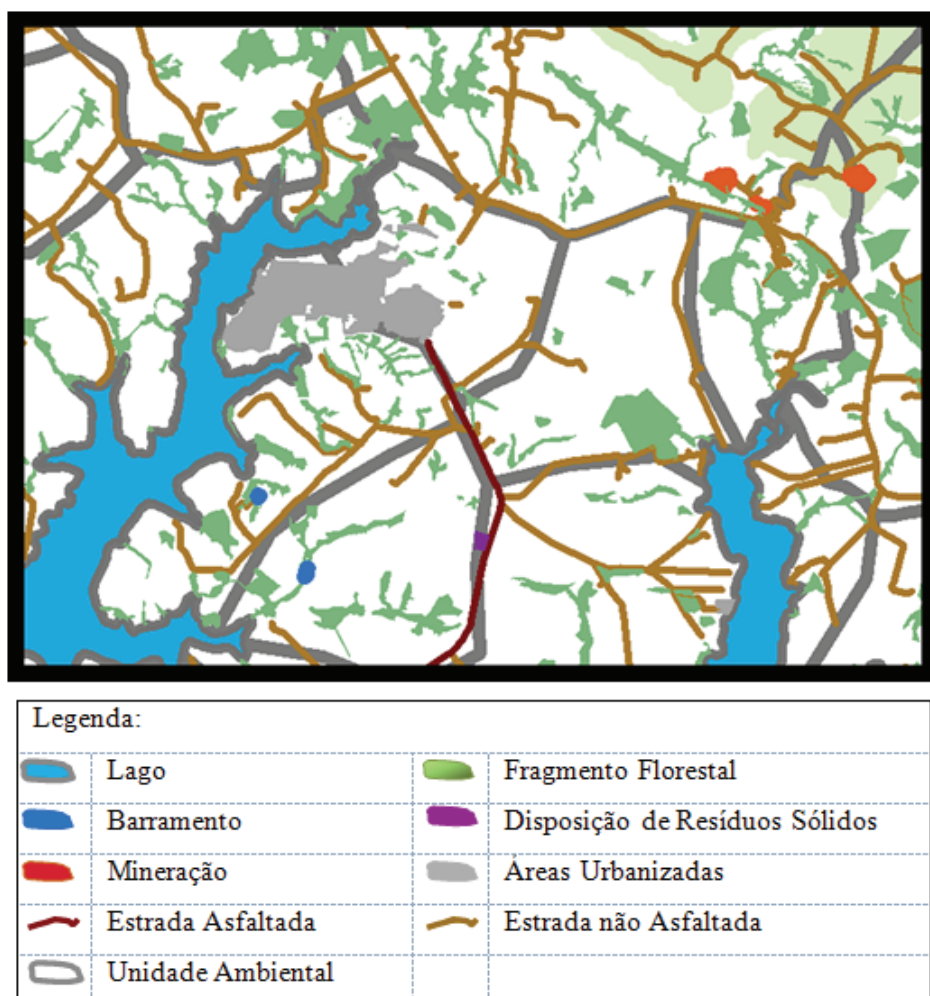 Legenda:
Lago
Fragmento Florestal
Barramento
Disposição de Resíduos Sólidos
Mineração
Áreas Urbanizadas
Estrada Asfaltada
Estrada não Asfaltada
Unidade Ambiental